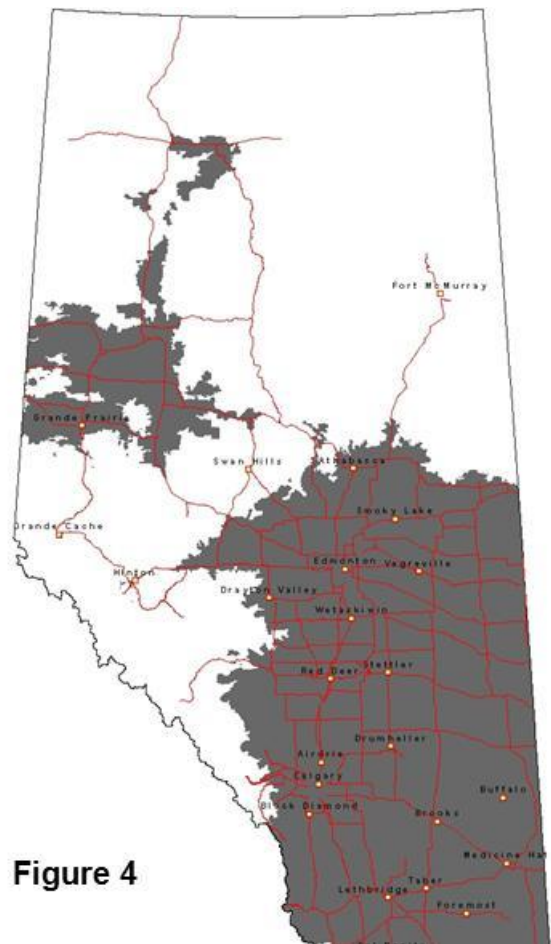 Fort McMurray
Grande Prairie
Swan Hills
Athabasca
Smoky Lake
Grande Cache
Hinton
Edmonton
Vegreville
Drayton Valley
Wetaskiwin
Red Deer
Stettler
Drumheller
Airdrie
Calgary
Buffalo
Black Diamond
Brooks
Medicine Hat
Taber
Lethbridge
Foremost
Figure 4